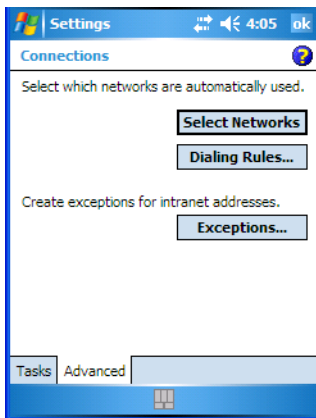 Settings 4:05 ok
Connections ?
Select which networks are automatically used.
Select Networks
Dialing Rules...
Create exceptions for intranet addresses.
Exceptions...
Tasks Advanced